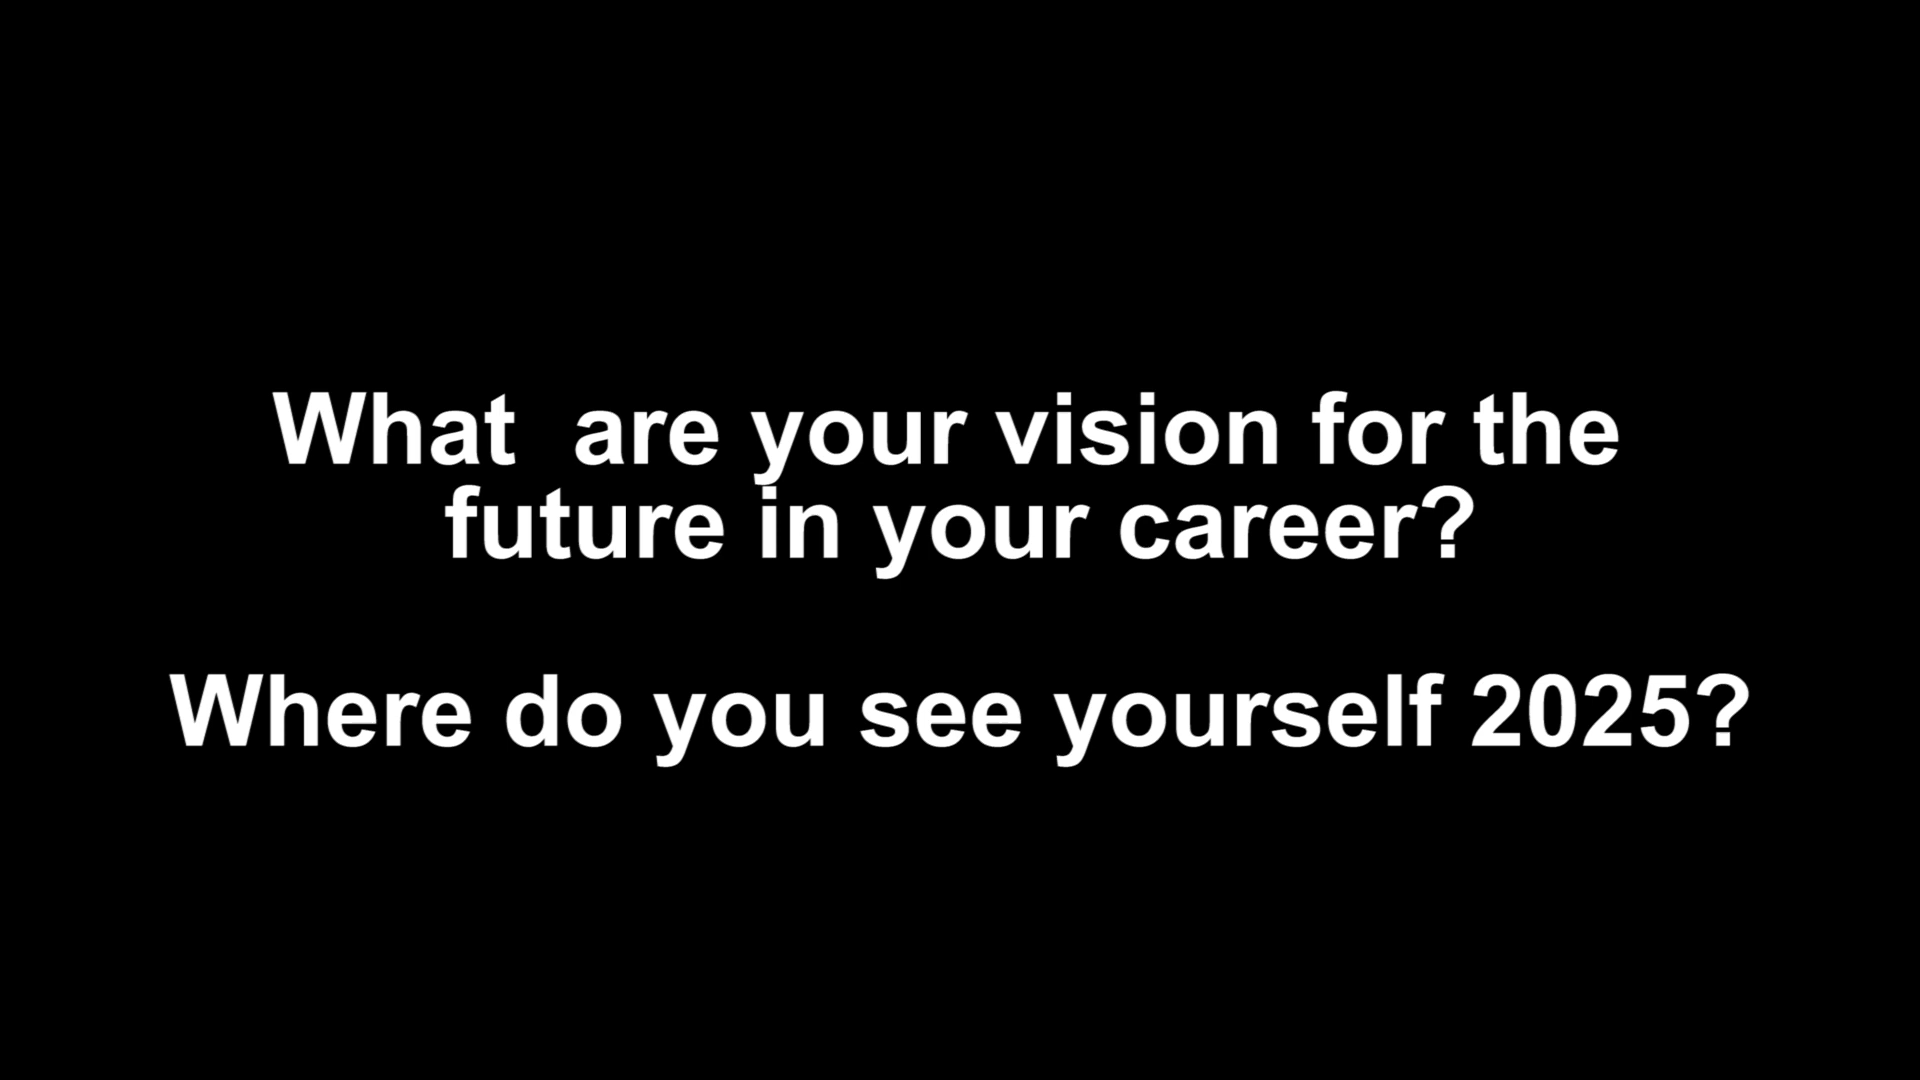 What  are your vision for the
future in your career?
Where do you see yourself 2025?